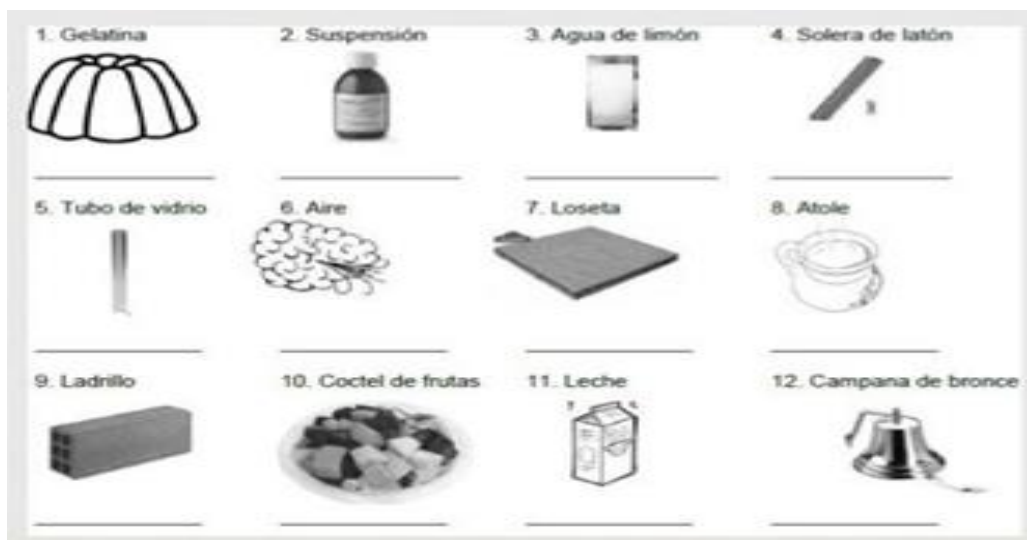 1. Gelatina 2. Suspensión 3. Agua de limón 4. Solera de latón
5. Tubo de vidrio 6. Aire 7. Loseta 8. Atole
9. Ladrillo 10. Coctel de frutas 11. Leche 12. Campana de bronce